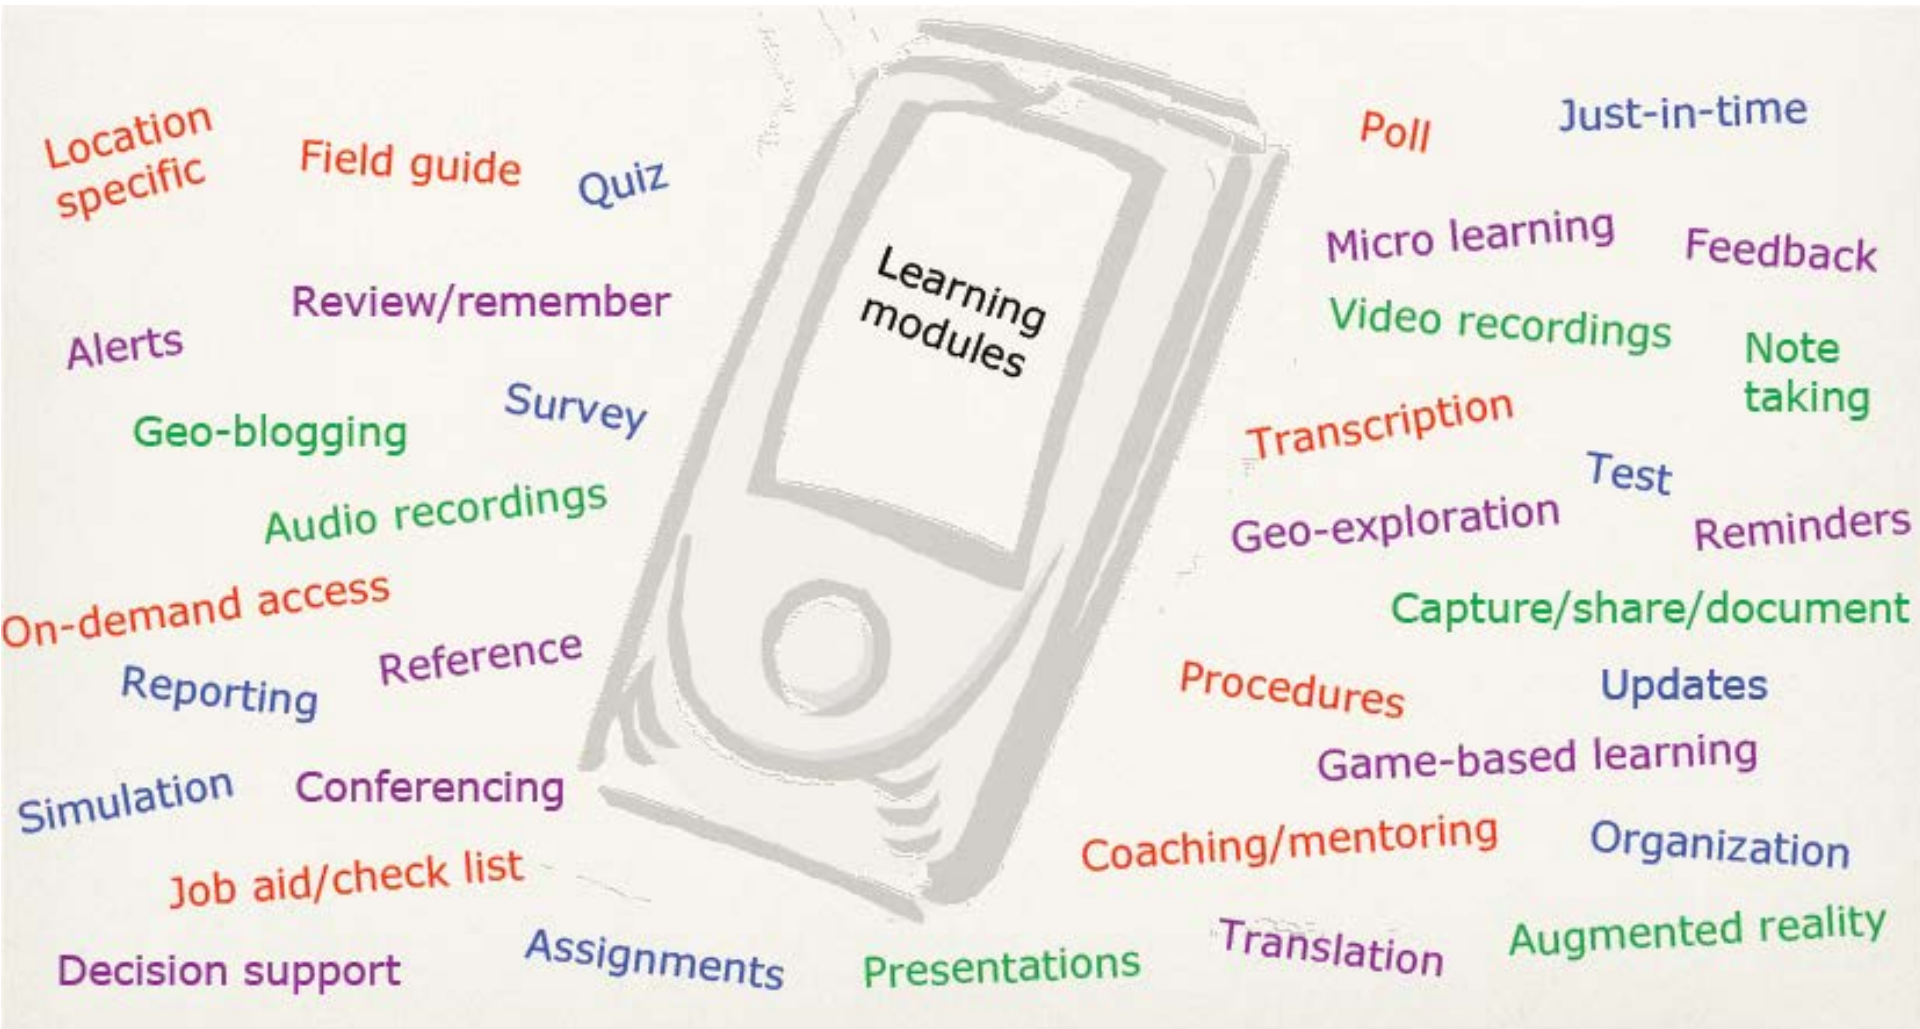 Location
specific
Field guide
Quiz
Review/remember
Alerts
Survey
Geo-blogging
Audio recordings
On-demand access
Reference
Reporting
Simulation
Conferencing
Job aid/check list
Decision support
Assignments
Learning
modules
Poll
Just-in-time
Micro learning
Feedback
Video recordings
Note
taking
Transcription
Test
Geo-exploration
Reminders
Capture/share/document
Procedures
Updates
Game-based learning
Coaching/mentoring
Organization
Presentations
Translation
Augmented reality